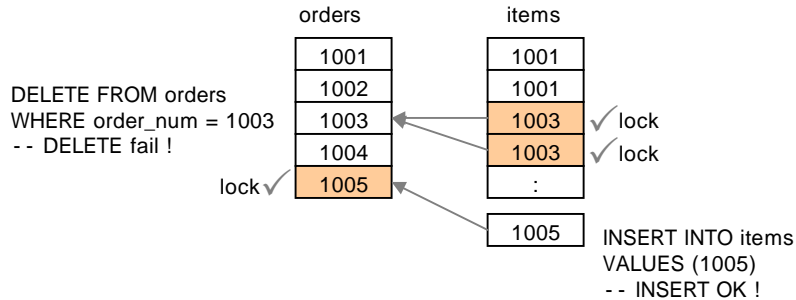 orders
items
1001
1002
1003
1004
1005
1001
1001
1003
1003
:
1005
DELETE FROM orders
WHERE order_num = 1003
-- DELETE fail !
lock
lock
lock
INSERT INTO items
VALUES (1005)
-- INSERT OK !